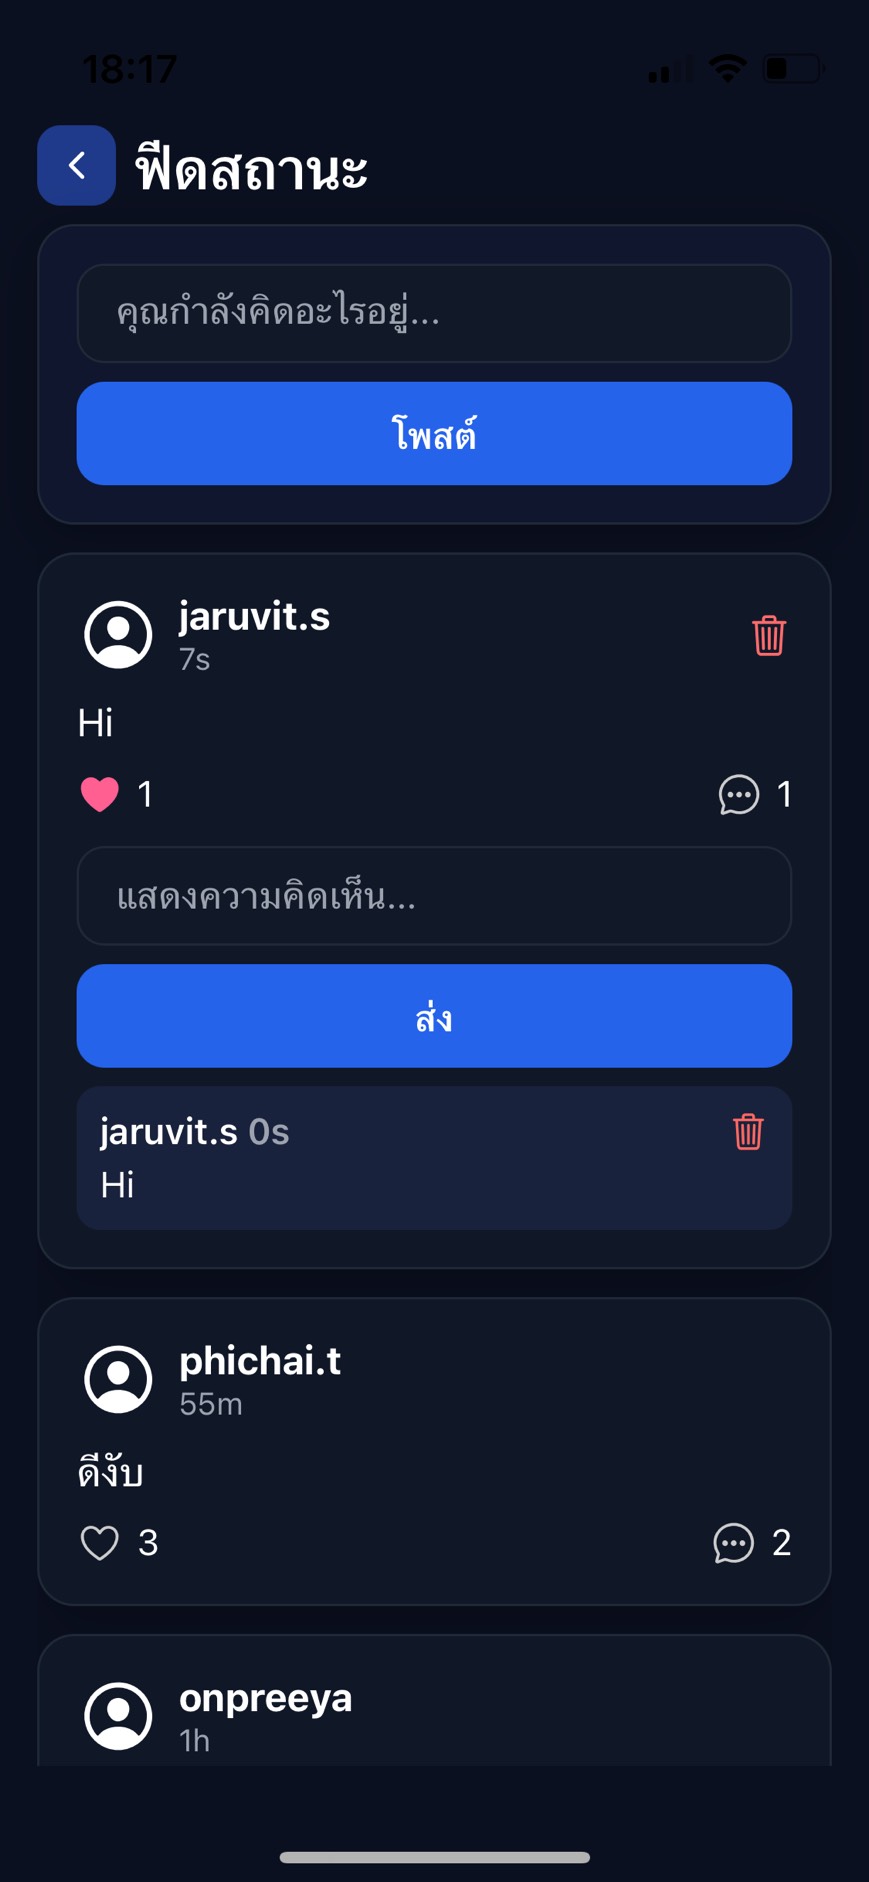 18:17
ฟีดสถานะ
คุณกำลังคิดอะไรอยู่...
โพสต์
jaruvit.s
7s
Hi
1 1
แสดงความคิดเห็น...
ส่ง
jaruvit.s 0s
Hi
phichai.t
55m
ดีงับ
3 2
onpreeya
1h